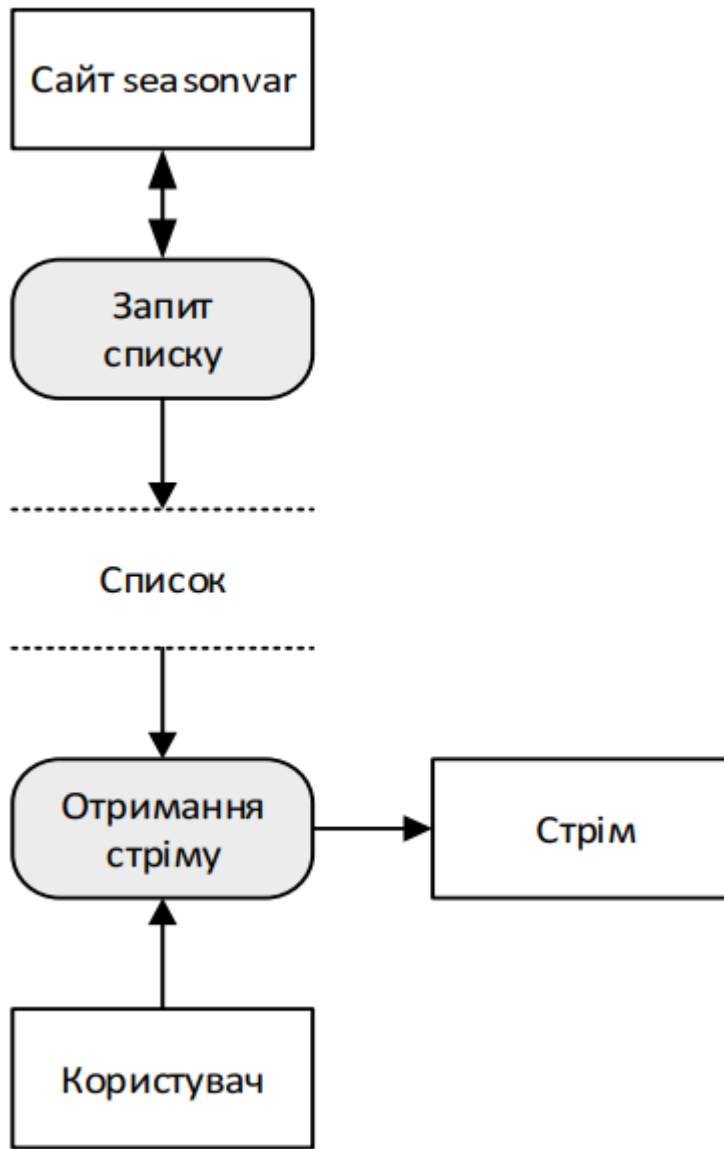 Сайт seasonvar
Запит
списку
Список
Отримання
стріму
Стрім
Користувач